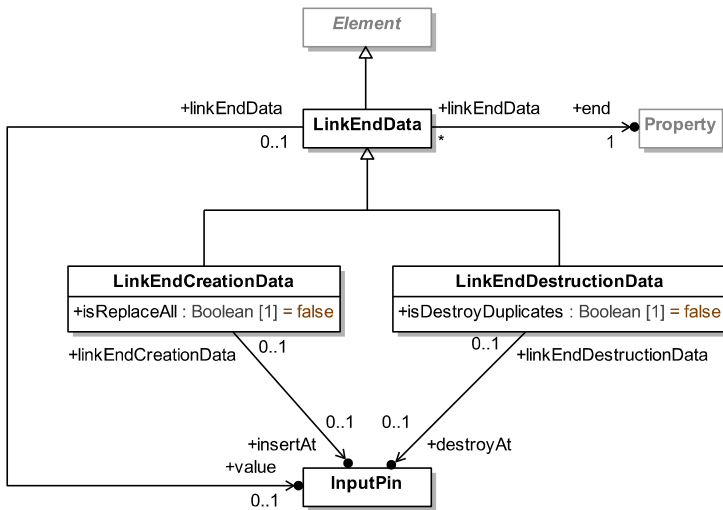 Element
+linkEndData
+linkEndData
+end
LinkEndData
Property
0..1
*
1
LinkEndCreationData
LinkEndDestructionData
+isReplaceAll : Boolean [1] = false
+isDestroyDuplicates : Boolean [1] = false
+linkEndCreationData
0..1
0..1
+linkEndDestructionData
0..1
0..1
+insertAt
+destroyAt
+value
InputPin
0..1